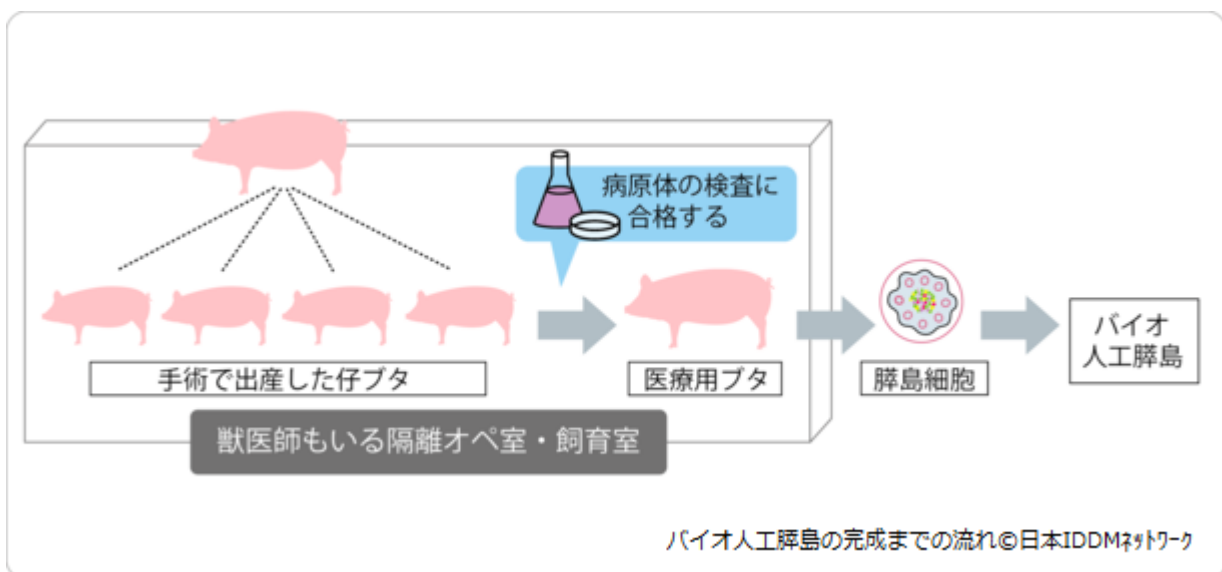 病原体の検査に
合格する
手術で出産した仔ブタ
医療用ブタ
膵島細胞
バイオ
人工膵島
獣医師もいる隔離オペ室・飼育室
バイオ人工膵島の完成までの流れ©日本IDDMﾈｯﾄﾜｰｸ